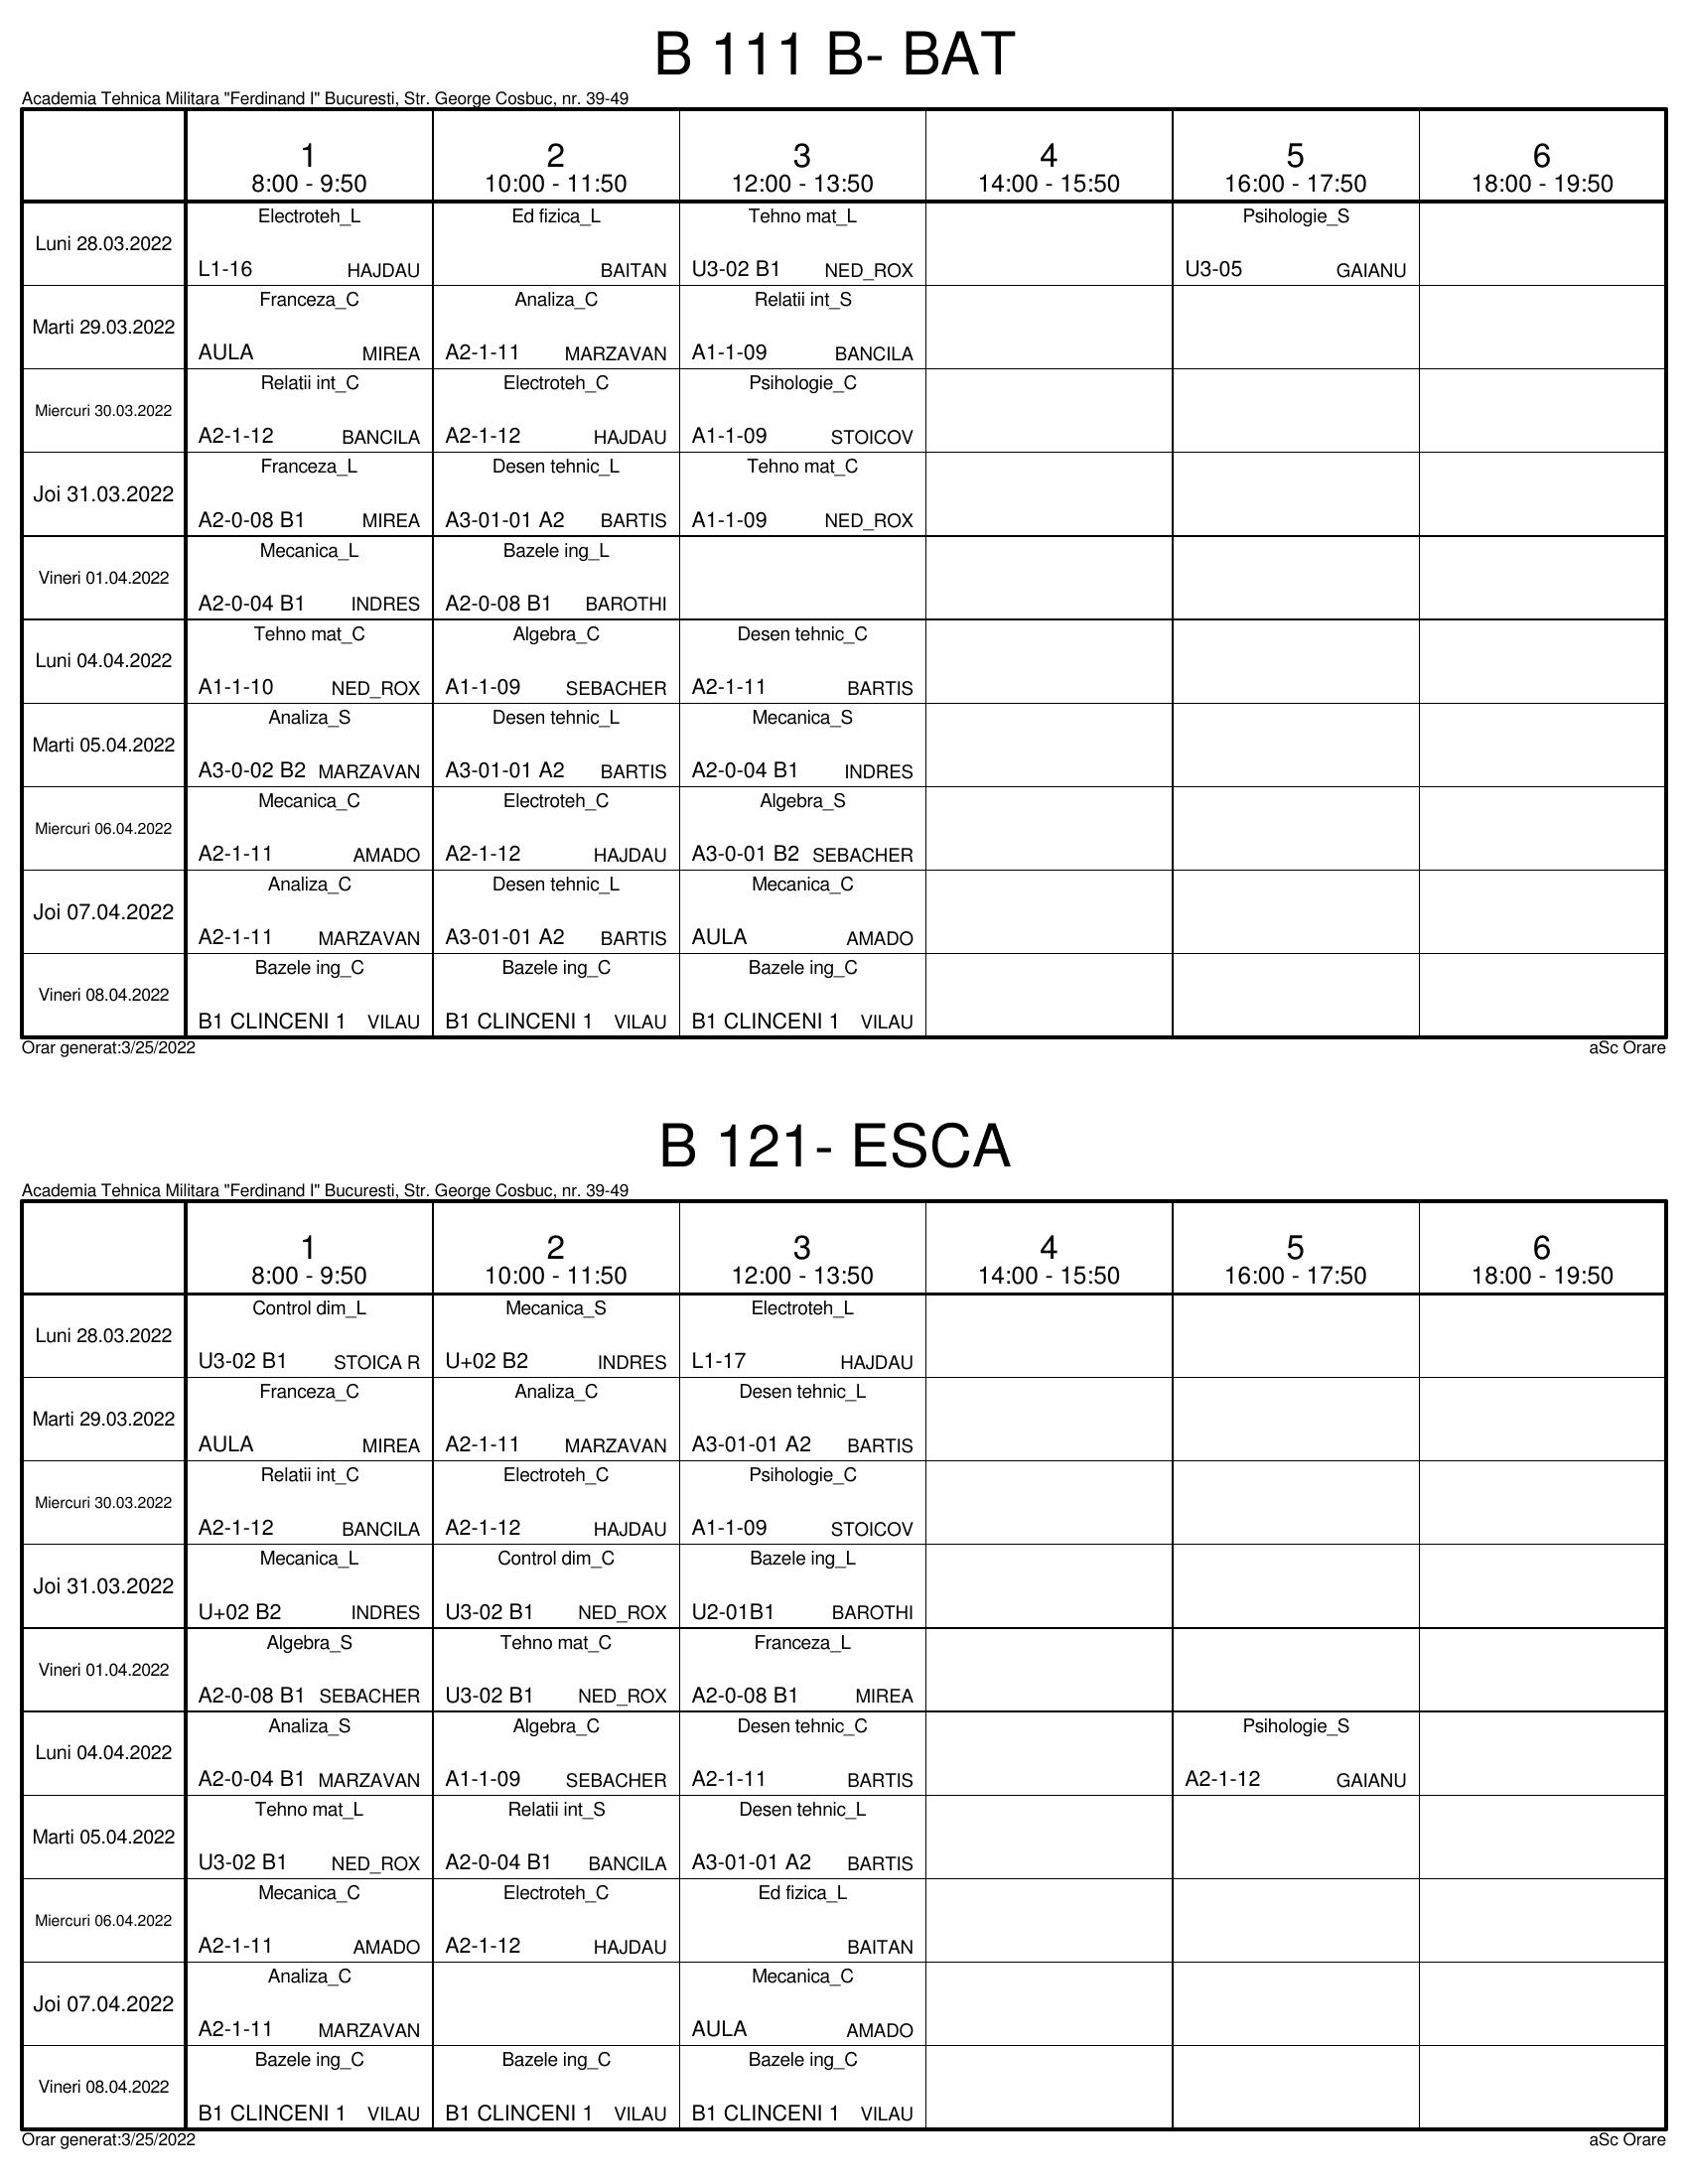 B 111 B- BAT
Academia Tehnica Militara "Ferdinand I" Bucuresti, Str. George Cosbuc, nr. 39-49
1 2 3 4 5 6
8:00 - 9:50 10:00 - 11:50 12:00 - 13:50 14:00 - 15:50 16:00 - 17:50 18:00 - 19:50
Electroteh_L Ed fizica_L Tehno mat_L Psihologie_S
Luni 28.03.2022
L1-16 HAJDAU BAITAN U3-02 B1 NED_ROX U3-05 GAIANU
Franceza_C Analiza_C Relatii int_S
Marti 29.03.2022
AULA MIREA A2-1-11 MARZAVAN A1-1-09 BANCILA
Relatii int_C Electroteh_C Psihologie_C
Miercuri 30.03.2022
A2-1-12 BANCILA A2-1-12 HAJDAU A1-1-09 STOICOV
Franceza_L Desen tehnic_L Tehno mat_C
Joi 31.03.2022
A2-0-08 B1 MIREA A3-01-01 A2 BARTIS A1-1-09 NED_ROX
Mecanica_L Bazele ing_L
Vineri 01.04.2022
A2-0-04 B1 INDRES A2-0-08 B1 BAROTHI
Tehno mat_C Algebra_C Desen tehnic_C
Luni 04.04.2022
A1-1-10 NED_ROX A1-1-09 SEBACHER A2-1-11 BARTIS
Analiza_S Desen tehnic_L Mecanica_S
Marti 05.04.2022
A3-0-02 B2 MARZAVAN A3-01-01 A2 BARTIS A2-0-04 B1 INDRES
Mecanica_C Electroteh_C Algebra_S
Miercuri 06.04.2022
A2-1-11 AMADO A2-1-12 HAJDAU A3-0-01 B2 SEBACHER
Analiza_C Desen tehnic_L Mecanica_C
Joi 07.04.2022
A2-1-11 MARZAVAN A3-01-01 A2 BARTIS AULA AMADO
Bazele ing_C Bazele ing_C Bazele ing_C
Vineri 08.04.2022
B1 CLINCENI 1 VILAU B1 CLINCENI 1 VILAU B1 CLINCENI 1 VILAU
Orar generat:3/25/2022 aSc Orare
B 121- ESCA
Academia Tehnica Militara "Ferdinand I" Bucuresti, Str. George Cosbuc, nr. 39-49
1 2 3 4 5 6
8:00 - 9:50 10:00 - 11:50 12:00 - 13:50 14:00 - 15:50 16:00 - 17:50 18:00 - 19:50
Control dim_L Mecanica_S Electroteh_L
Luni 28.03.2022
U3-02 B1 STOICA R U+02 B2 INDRES L1-17 HAJDAU
Franceza_C Analiza_C Desen tehnic_L
Marti 29.03.2022
AULA MIREA A2-1-11 MARZAVAN A3-01-01 A2 BARTIS
Relatii int_C Electroteh_C Psihologie_C
Miercuri 30.03.2022
A2-1-12 BANCILA A2-1-12 HAJDAU A1-1-09 STOICOV
Mecanica_L Control dim_C Bazele ing_L
Joi 31.03.2022
U+02 B2 INDRES U3-02 B1 NED_ROX U2-01B1 BAROTHI
Algebra_S Tehno mat_C Franceza_L
Vineri 01.04.2022
A2-0-08 B1 SEBACHER U3-02 B1 NED_ROX A2-0-08 B1 MIREA
Analiza_S Algebra_C Desen tehnic_C Psihologie_S
Luni 04.04.2022
A2-0-04 B1 MARZAVAN A1-1-09 SEBACHER A2-1-11 BARTIS A2-1-12 GAIANU
Tehno mat_L Relatii int_S Desen tehnic_L
Marti 05.04.2022
U3-02 B1 NED_ROX A2-0-04 B1 BANCILA A3-01-01 A2 BARTIS
Mecanica_C Electroteh_C Ed fizica_L
Miercuri 06.04.2022
A2-1-11 AMADO A2-1-12 HAJDAU BAITAN
Analiza_C Mecanica_C
Joi 07.04.2022
A2-1-11 MARZAVAN AULA AMADO
Bazele ing_C Bazele ing_C Bazele ing_C
Vineri 08.04.2022
B1 CLINCENI 1 VILAU B1 CLINCENI 1 VILAU B1 CLINCENI 1 VILAU
Orar generat:3/25/2022 aSc Orare